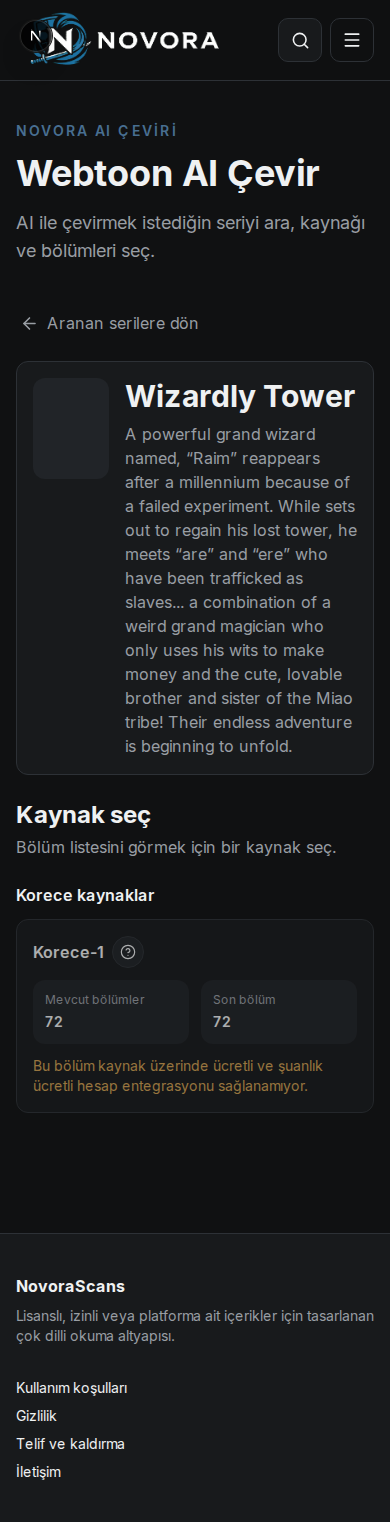 N
N NOVORA
NOVORA AI ÇEVİRİ
Webtoon AI Çevir
AI ile çevirmek istediğin seriyi ara, kaynağı
ve bölümleri seç.
Aranan serilere dön
Wizardly Tower
A powerful grand wizard
named, “Raim” reappears
after a millennium because of
a failed experiment. While sets
out to regain his lost tower, he
meets “are” and “ere” who
have been trafficked as
slaves... a combination of a
weird grand magician who
only uses his wits to make
money and the cute, lovable
brother and sister of the Miao
tribe! Their endless adventure
is beginning to unfold.
Kaynak seç
Bölüm listesini görmek için bir kaynak seç.
Korece kaynaklar
Korece-1
Mevcut bölümler
72
Son bölüm
72
Bu bölüm kaynak üzerinde ücretli ve şuanlık
ücretli hesap entegrasyonu sağlanamıyor.
NovoraScans
Lisanslı, izinli veya platforma ait içerikler için tasarlanan
çok dilli okuma altyapısı.
Kullanım koşulları
Gizlilik
Telif ve kaldırma
İletişim